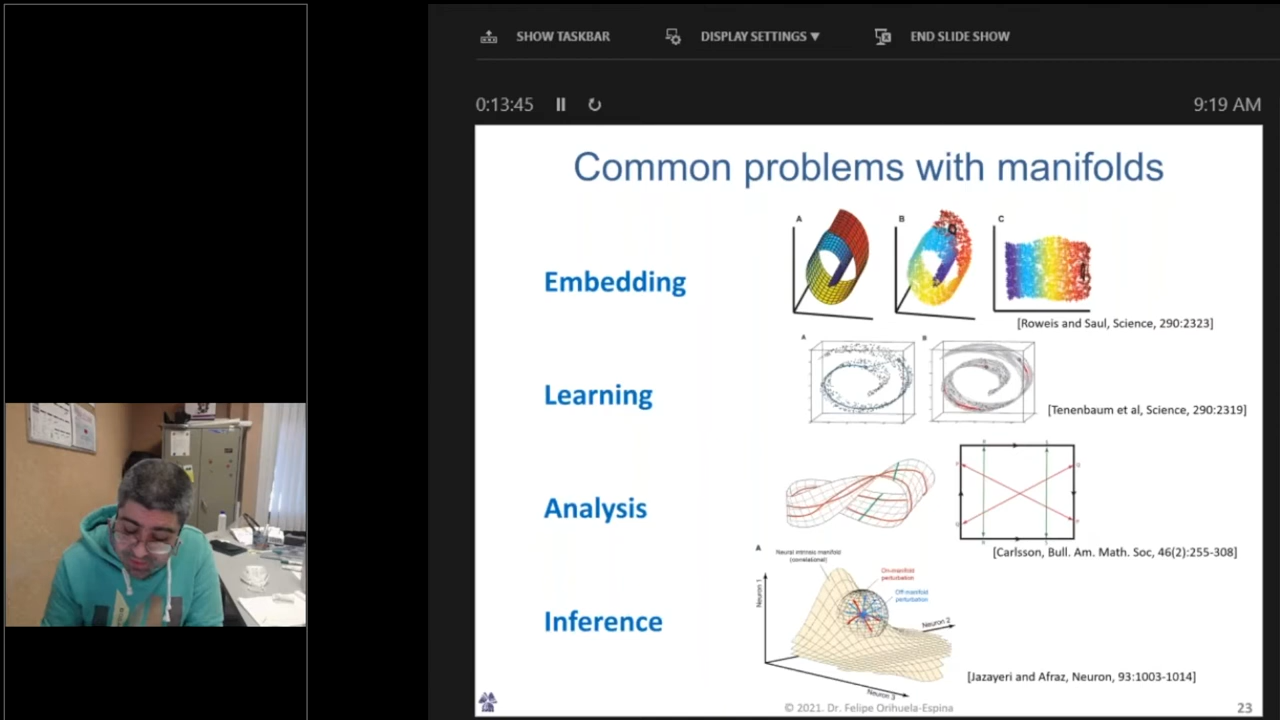 SHOW TASKBAR
DISPLAY SETTINGS ▼
END SLIDE SHOW
0:13:45
9:19 AM
Common problems with manifolds
Embedding
A
B
C
[Roweis and Saul, Science, 290:2323]
Learning
A
B
[Tenenbaum et al, Science, 290:2319]
Analysis
[Carlsson, Bull. Am. Math. Soc, 46(2):255-308]
Inference
A
Neural intrinsic manifold
(correlational)
On-manifold
perturbation
Off-manifold
perturbation
Neuron 1
Neuron 2
Neuron 3
[Jazayeri and Afraz, Neuron, 93:1003-1014]
© 2021. Dr. Felipe Orihuela-Espina
23